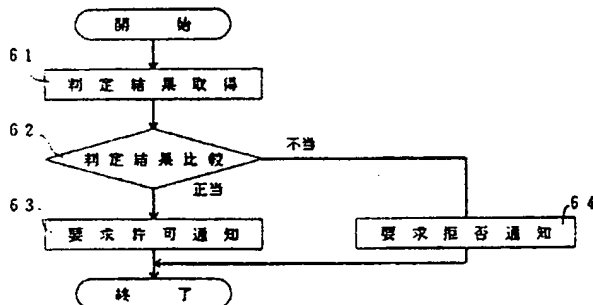 開始
61
判定結果取得
62
判定結果比較
不当
正当
63
要求許可通知
64
要求拒否通知
終了